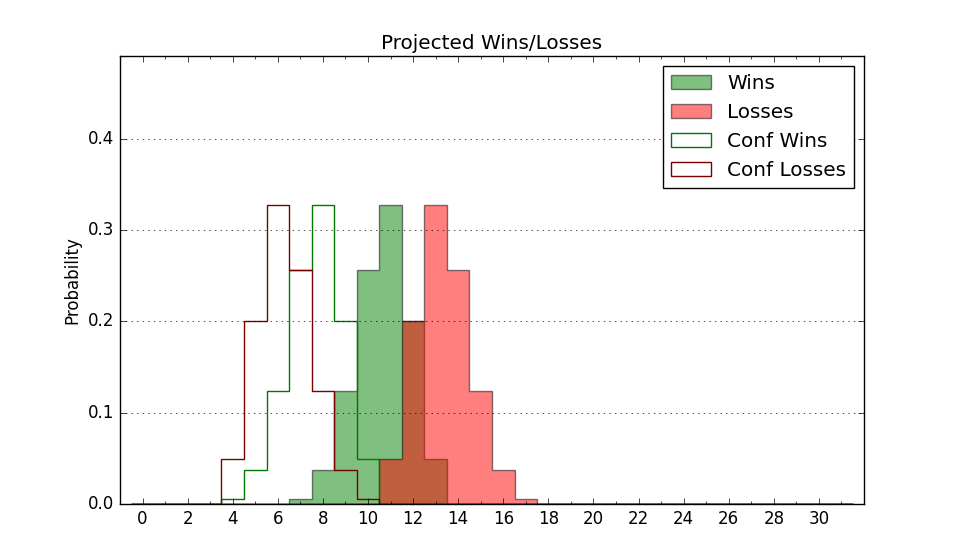 Projected Wins/Losses
Wins
Losses
Conf Wins
Conf Losses
Probability
0.4
0.3
0.2
0.1
0.0
0 2 4 6 8 10 12 14 16 18 20 22 24 26 28 30